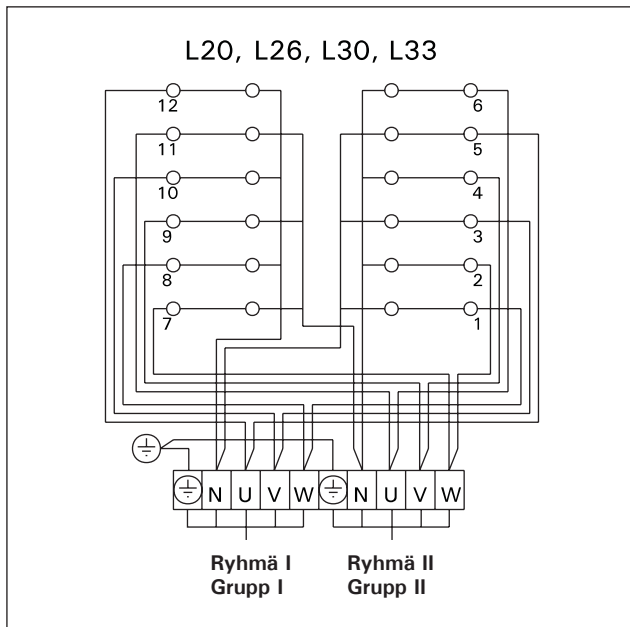 L20, L26, L30, L33
12 6
11 5
10 4
9 3
8 2
7 1
N U V W N U V W
Ryhmä I Ryhmä II
Grupp I Grupp II